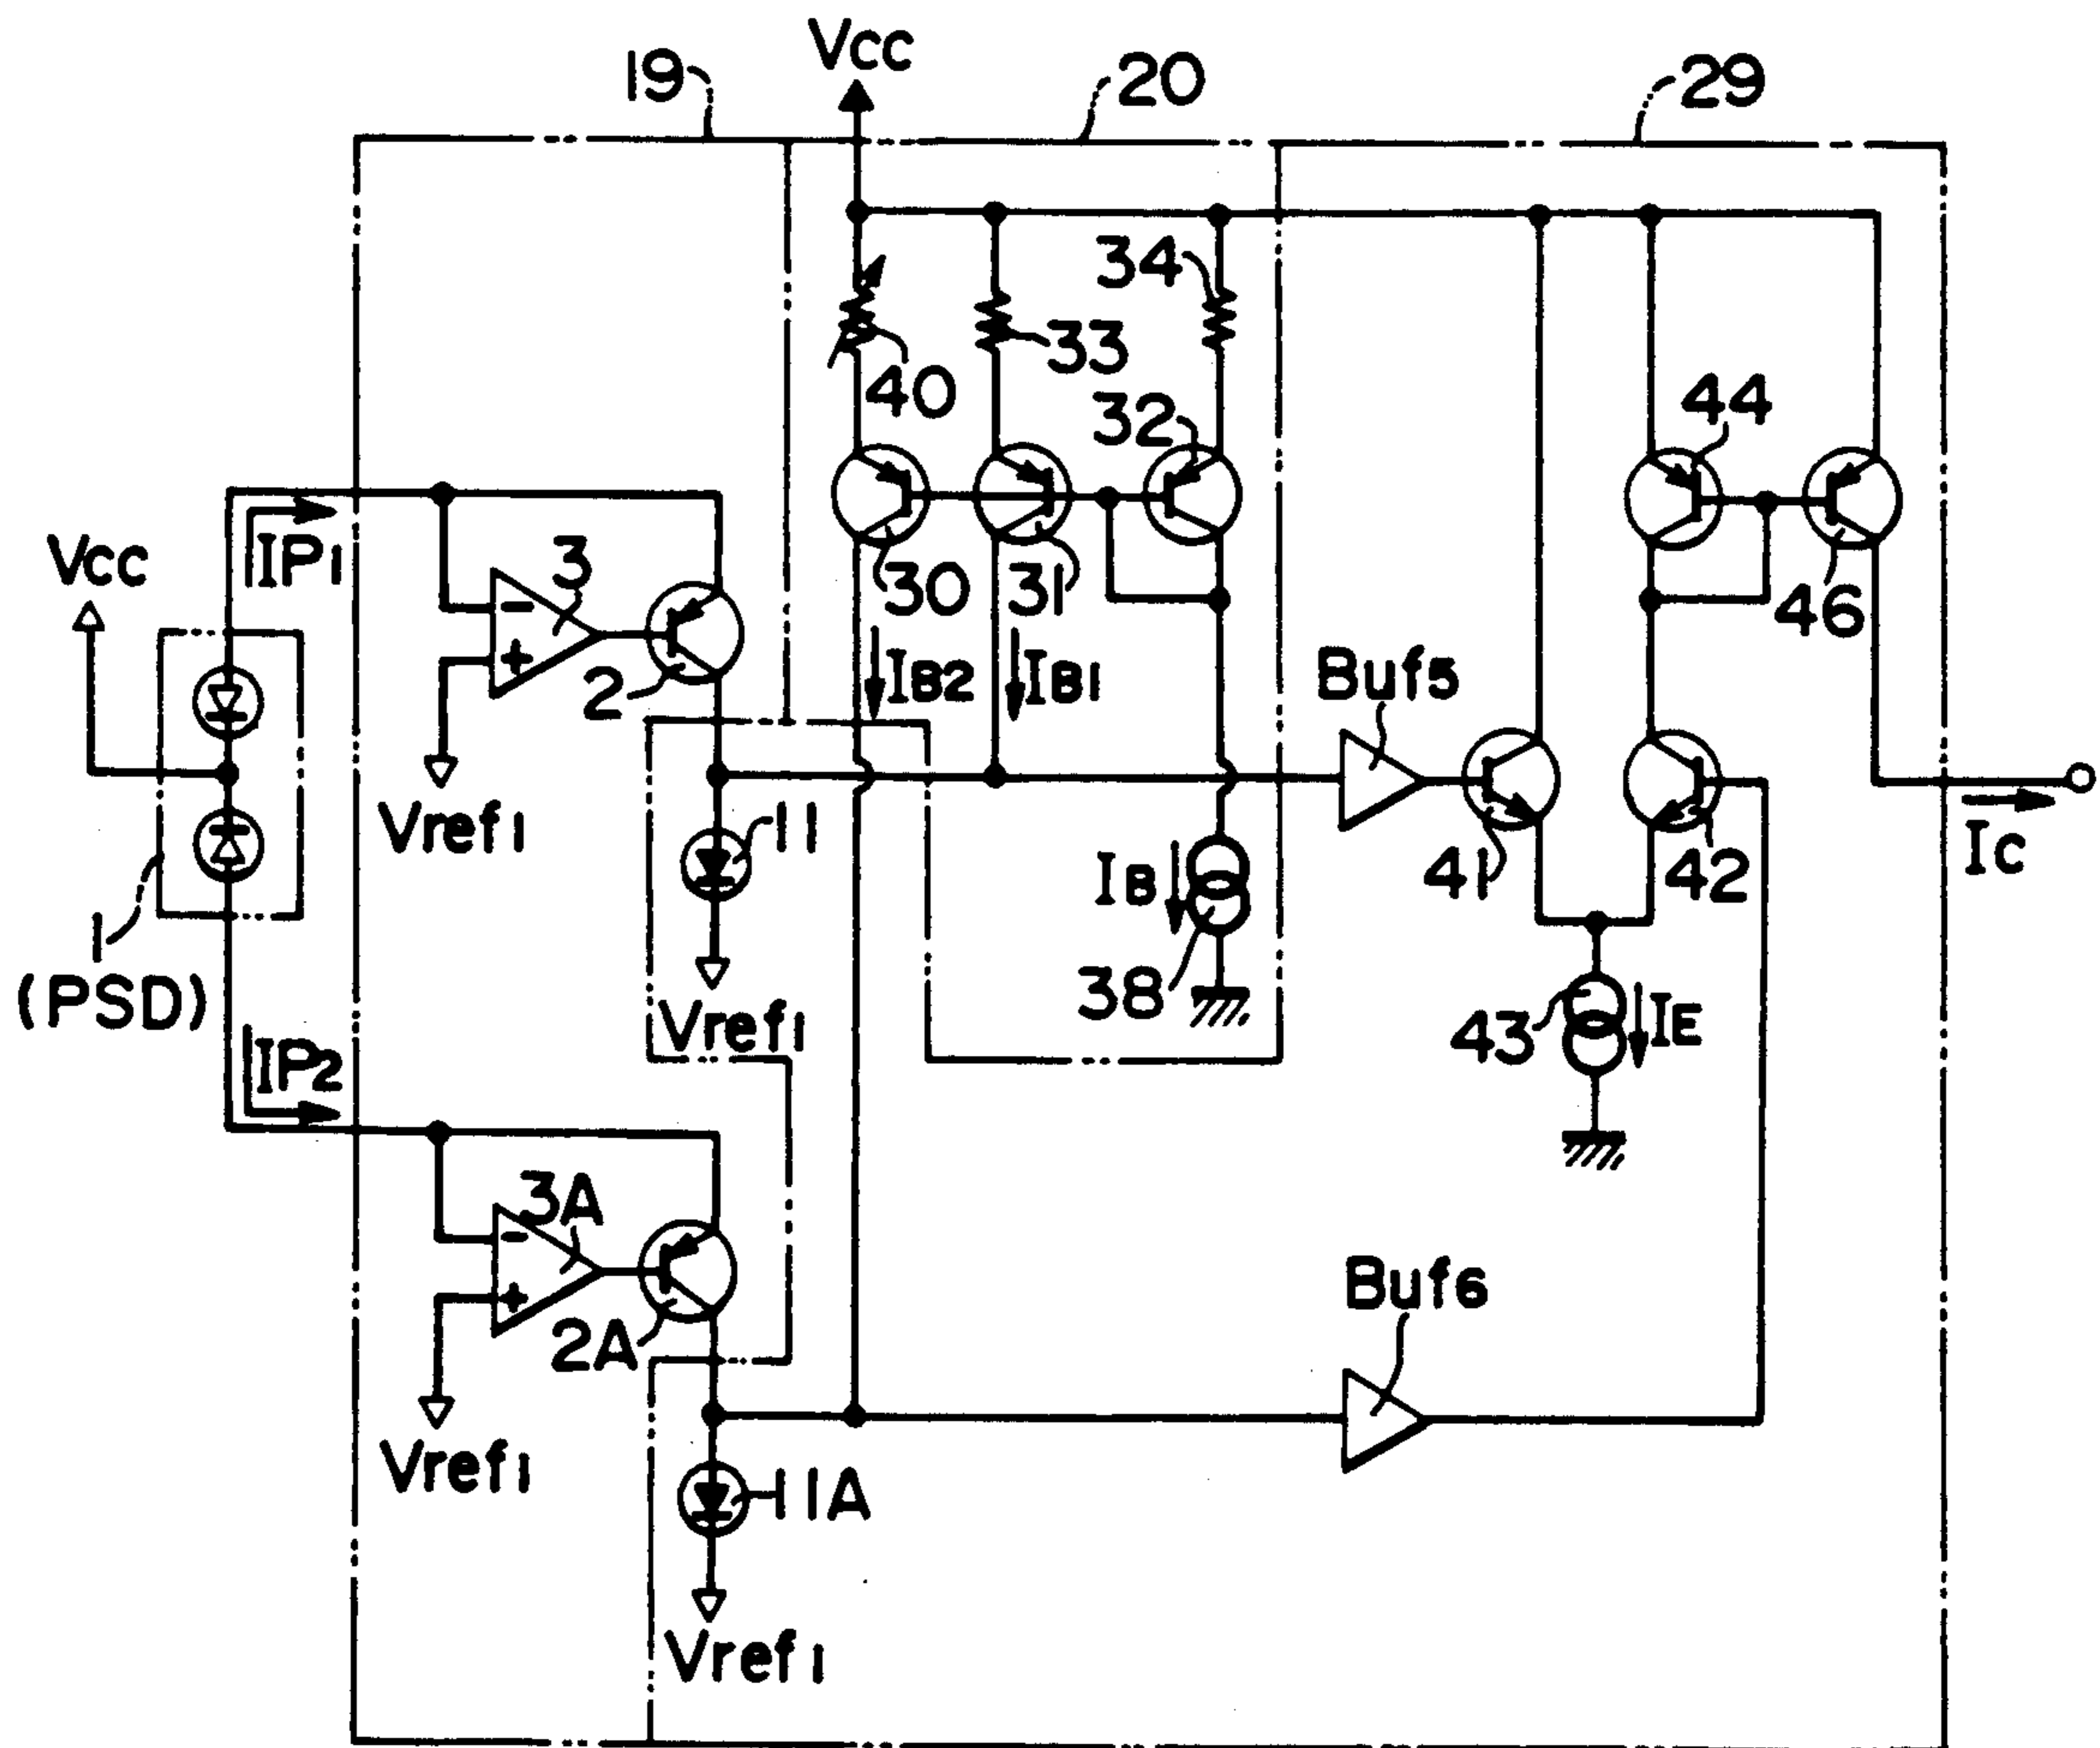 Vcc
19
20
29
34
33
40
32
44
IP1
Vcc
3
30
31
46
2
IB2
IB1
Buf5
Vref1
11
41
42
Ic
1
(PSD)
IB
38
Vref1
43
IE
IP2
3A
2A
Buf6
Vref1
11A
Vref1